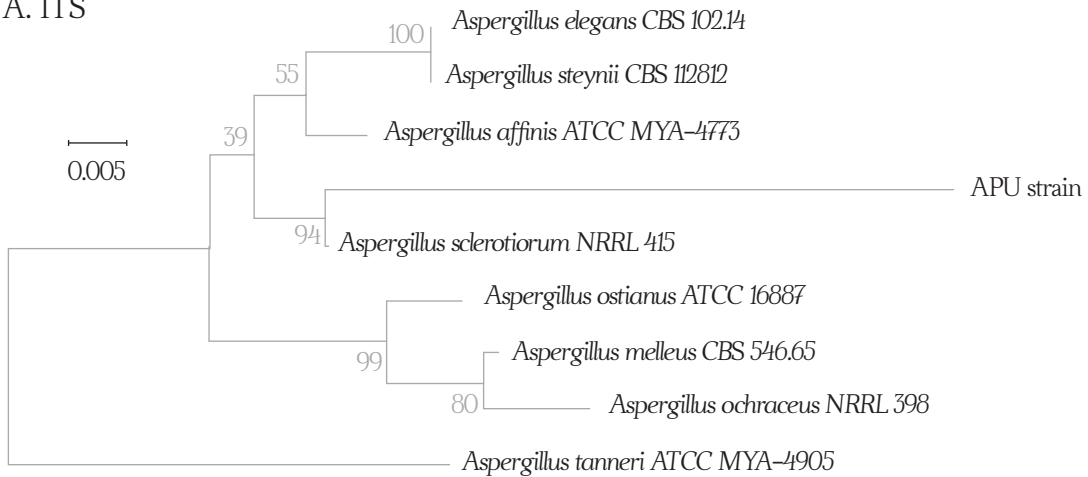 A. ITS
Aspergillus elegans CBS 102.14
100
Aspergillus steynii CBS 112812
55
Aspergillus affinis ATCC MYA-4773
39
0.005
APU strain
94
Aspergillus sclerotiorum NRRL 415
Aspergillus ostianus ATCC 16887
99
Aspergillus melleus CBS 546.65
80
Aspergillus ochraceus NRRL 398
Aspergillus tanneri ATCC MYA-4905